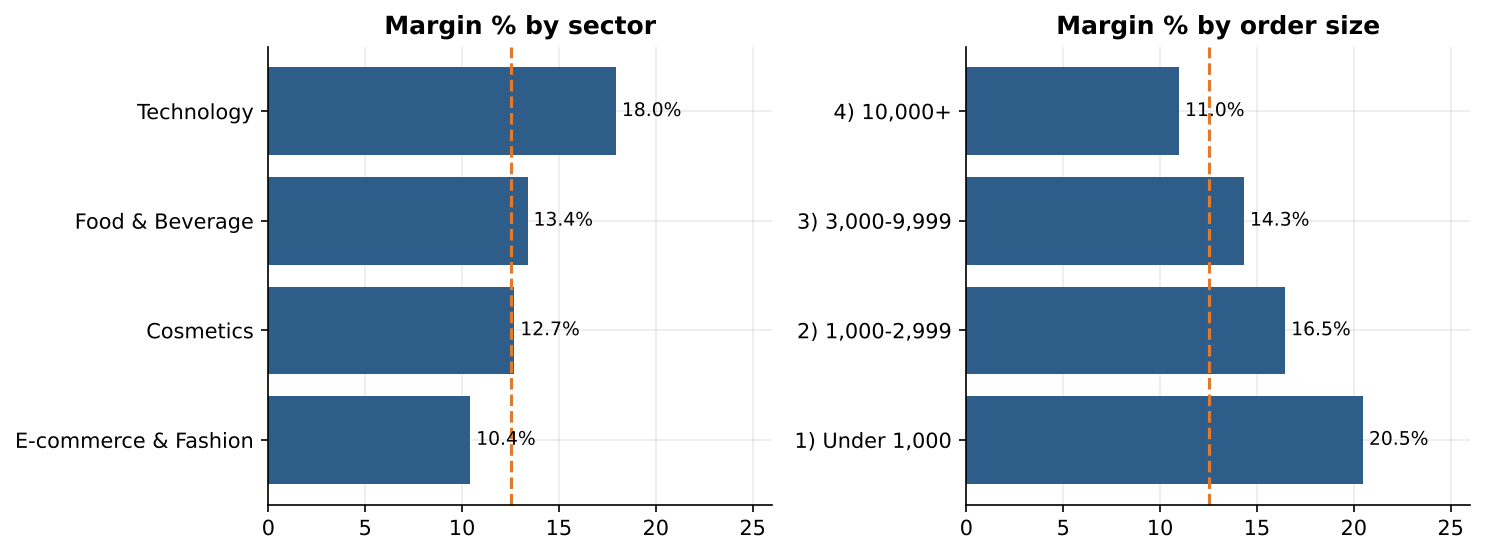 Margin % by sector
Technology
18.0%
Food & Beverage
13.4%
Cosmetics
12.7%
E-commerce & Fashion
10.4%
0 5 10 15 20 25
Margin % by order size
4) 10,000+
11.0%
3) 3,000-9,999
14.3%
2) 1,000-2,999
16.5%
1) Under 1,000
20.5%
0 5 10 15 20 25